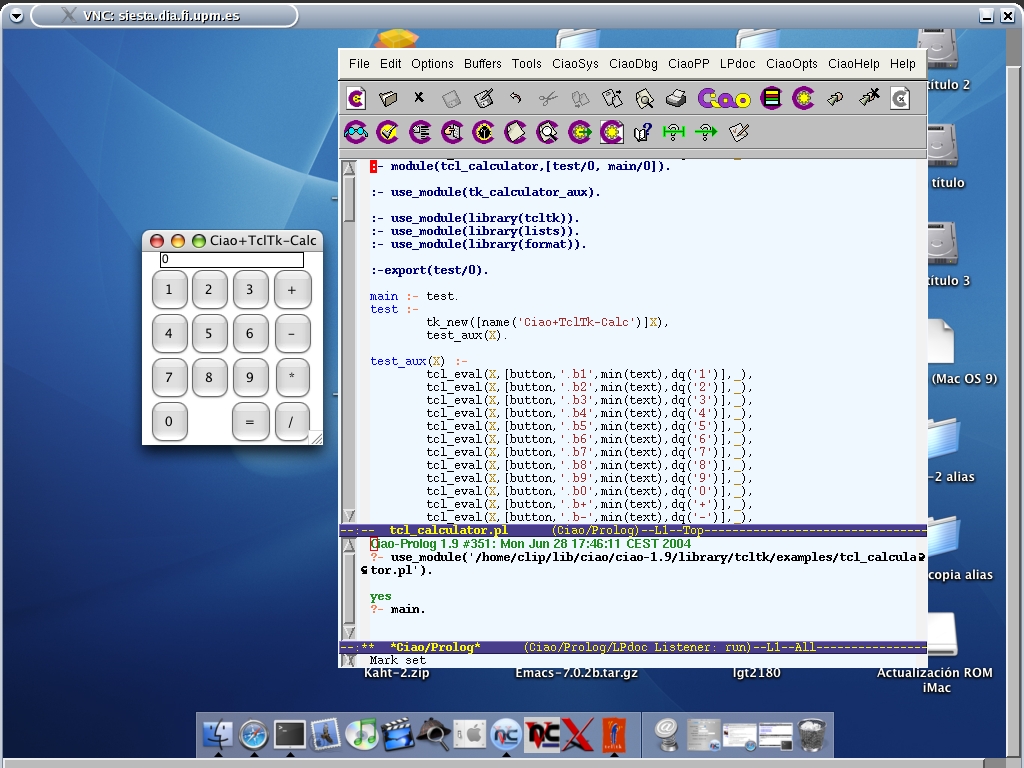 VNC: siesta.dia.fi.upm.es
File Edit Options Buffers Tools CiaoSys CiaoDbg CiaoPP LPdoc CiaoOpts CiaoHelp Help
Ciao
:- module(tcl_calculator,[test/0, main/0]).
:- use_module(tk_calculator_aux).
:- use_module(library(tcltk)).
:- use_module(library(lists)).
:- use_module(library(format)).
:-export(test/0).
main :- test.
test :-
tk_new([name('Ciao+TclTk-Calc')]X),
test_aux(X).
test_aux(X) :-
tcl_eval(X,[button,'.b1',min(text),dq('1')],_),
tcl_eval(X,[button,'.b2',min(text),dq('2')],_),
tcl_eval(X,[button,'.b3',min(text),dq('3')],_),
tcl_eval(X,[button,'.b4',min(text),dq('4')],_),
tcl_eval(X,[button,'.b5',min(text),dq('5')],_),
tcl_eval(X,[button,'.b6',min(text),dq('6')],_),
tcl_eval(X,[button,'.b7',min(text),dq('7')],_),
tcl_eval(X,[button,'.b8',min(text),dq('8')],_),
tcl_eval(X,[button,'.b9',min(text),dq('9')],_),
tcl_eval(X,[button,'.b0',min(text),dq('0')],_),
tcl_eval(X,[button,'.b+',min(text),dq('+')],_),
tcl_eval(X,[button,'.b-',min(text),dq('-')],_),
--:-- tcl_calculator.pl (Ciao/Prolog)--L1--Top--------------------
Ciao-Prolog 1.9 #351: Mon Jun 28 17:46:11 CEST 2004
?- use_module('/home/clip/lib/ciao/ciao-1.9/library/tcltk/examples/tcl_calcula
tor.pl').
yes
?- main.
--:** *Ciao/Prolog* (Ciao/Prolog/LPdoc Listener: run)--L1--All----------------
Mark set
Ciao+TclTk-Calc
0
1 2 3 +
4 5 6 -
7 8 9 *
0 = /
título 2
título
título 3
(Mac OS 9)
-2 alias
copia alias
Kaht-2.zip
Emacs-7.0.2b.tar.gz
lgt2180
Actualización ROM
iMac